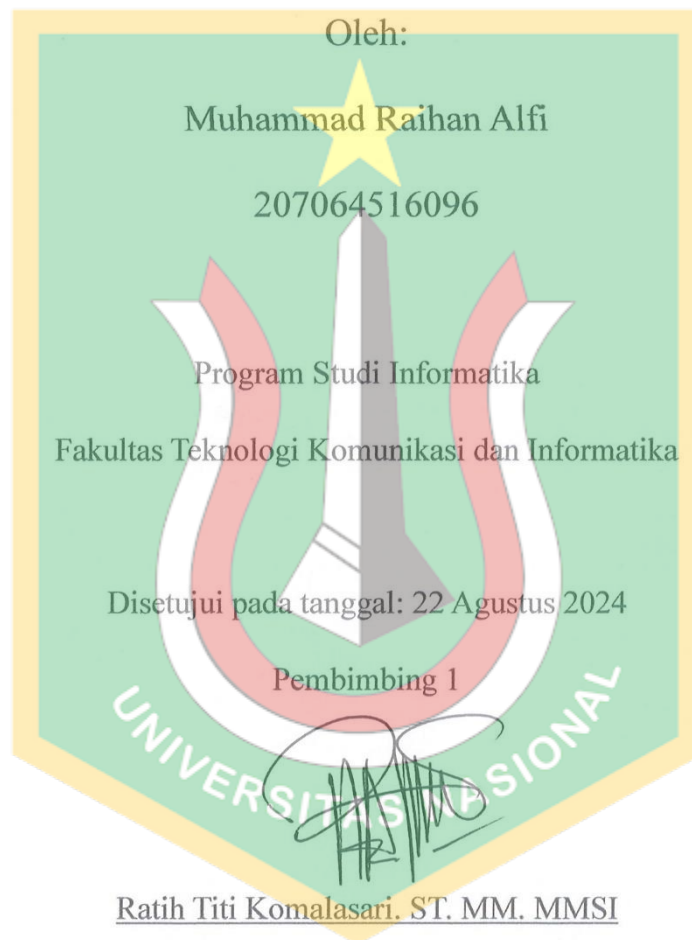 Oleh:
Muhammad Raihan Alfi
207064516096
Program Studi Informatika
Fakultas Teknologi Komunikasi dan Informatika
Disetujui pada tanggal: 22 Agustus 2024
Pembimbing 1
UNIVERSITAS NASIONAL
Ratih Titi Komalasari. ST. MM. MMSI